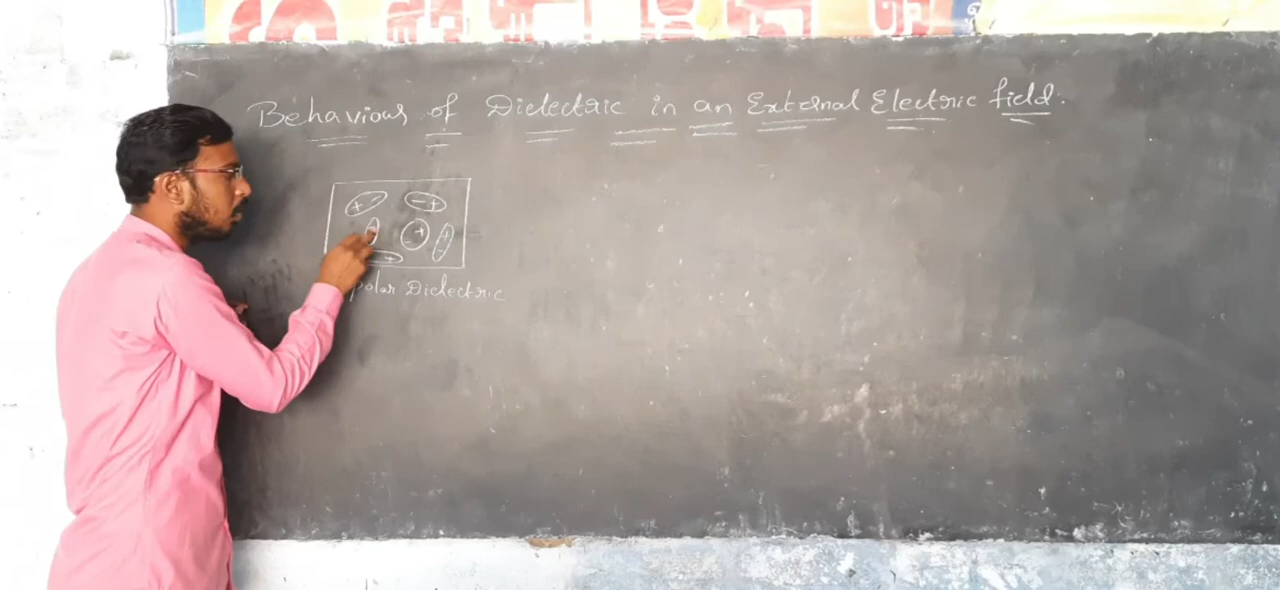 Behaviour of Dielectric in an External Electric field.
+ - - +
+ - + +
- +
polar Dielectric